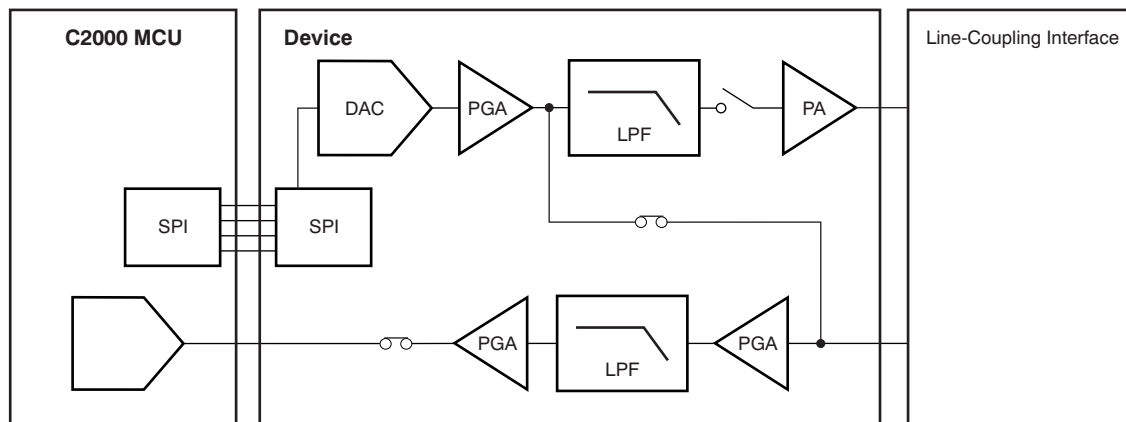 C2000 MCU
Device
Line-Coupling Interface
DAC
PGA
LPF
PA
SPI
SPI
PGA
LPF
PGA